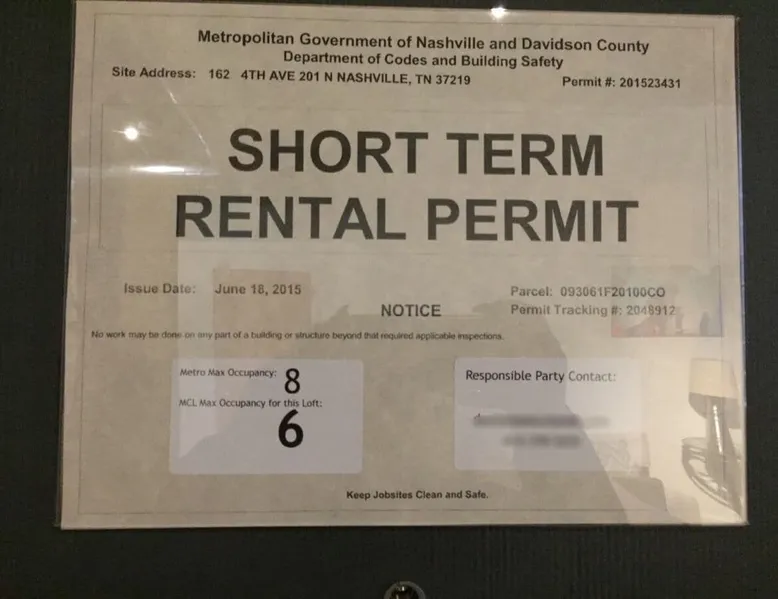 Metropolitan Government of Nashville and Davidson County
Department of Codes and Building Safety
Site Address: 162 4TH AVE 201 N NASHVILLE, TN 37219 Permit #: 201523431
SHORT TERM
RENTAL PERMIT
Issue Date: June 18, 2015 Parcel: 093061F20100CO
NOTICE Permit Tracking #: 2048912
No work may be done on any part of a building or structure beyond that required applicable inspections.
Metro Max Occupancy: 8
MCL Max Occupancy for this Loft:
6
Responsible Party Contact:
Keep Jobsites Clean and Safe.